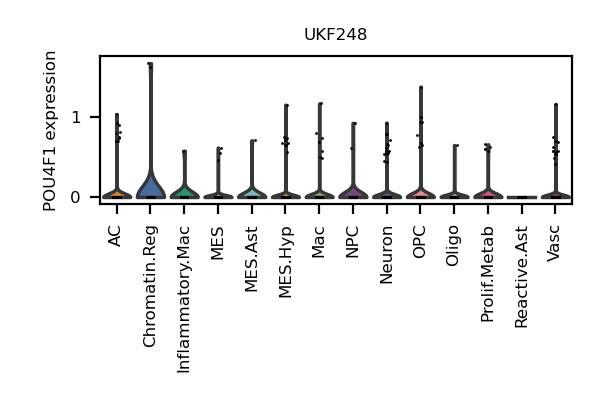 UKF248
POU4F1 expression
1
0
AC
Chromatin.Reg
Inflammatory.Mac
MES
MES.Ast
MES.Hyp
Mac
NPC
Neuron
OPC
Oligo
Prolif.Metab
Reactive.Ast
Vasc